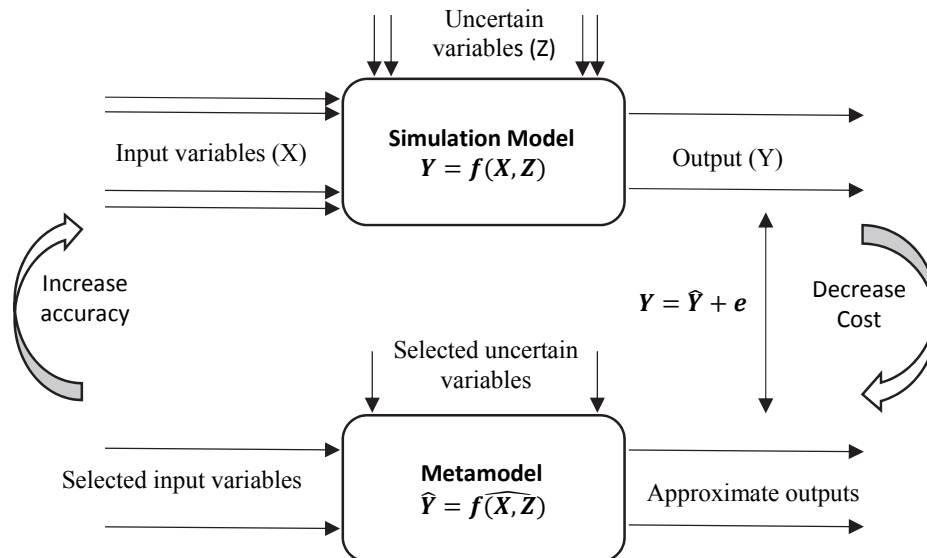 Uncertain
variables (Z)
Simulation Model
Y = f(X, Z)
Input variables (X)
Output (Y)
Increase
accuracy
Y = Ŷ + e
Decrease
Cost
Selected uncertain
variables
Selected input variables
Metamodel
Ŷ = f(X, Z)̂
Approximate outputs